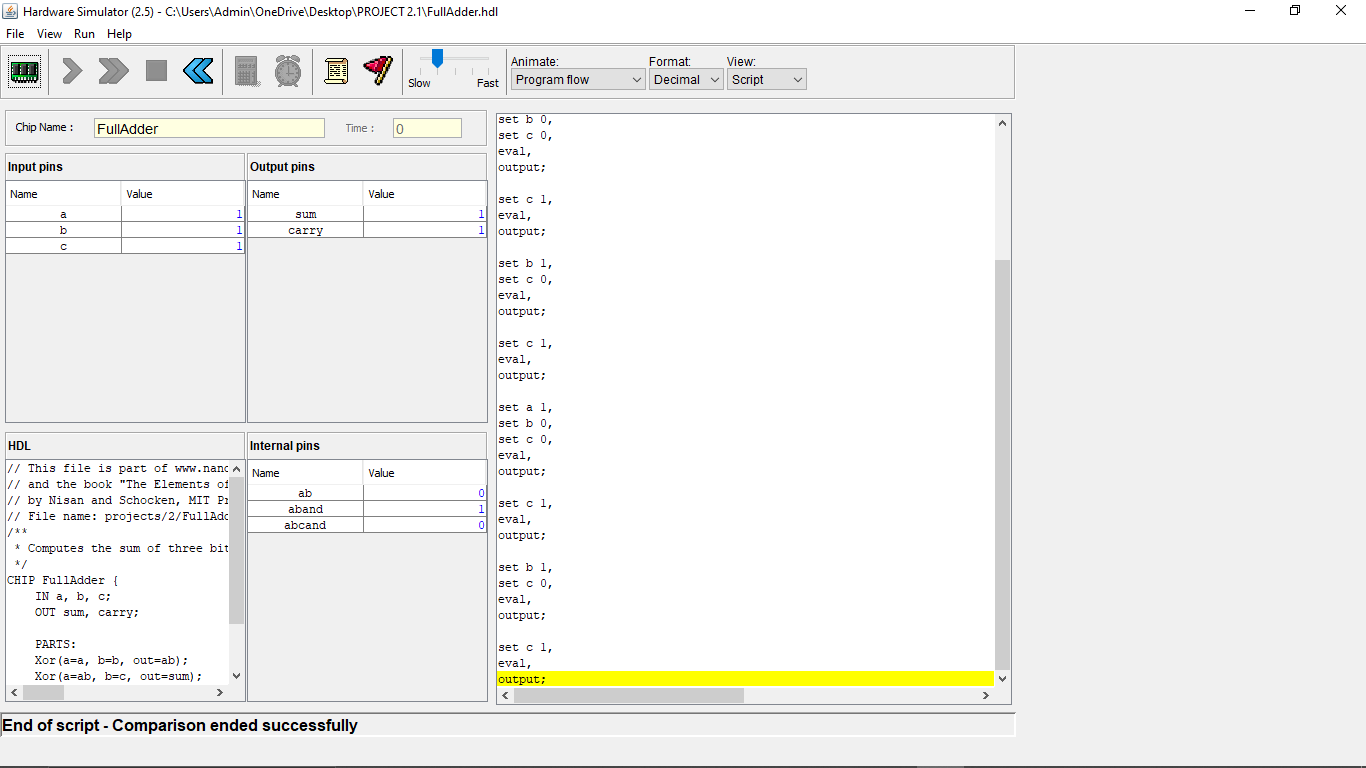 Hardware Simulator (2.5) - C:\Users\Admin\OneDrive\Desktop\PROJECT 2.1\FullAdder.hdl
File View Run Help
Slow Fast
Animate: Format: View:
Program flow Decimal Script
Chip Name : FullAdder Time : 0
Input pins
Name Value
a 1
b 1
c 1
Output pins
Name Value
sum 1
carry 1
HDL
// This file is part of www.nand
// and the book "The Elements of
// by Nisan and Schocken, MIT Pr
// File name: projects/2/FullAdd
/**
* Computes the sum of three bit
*/
CHIP FullAdder {
IN a, b, c;
OUT sum, carry;
PARTS:
Xor(a=a, b=b, out=ab);
Xor(a=ab, b=c, out=sum);
Internal pins
Name Value
ab 0
aband 1
abcand 0
set b 0,
set c 0,
eval,
output;
set c 1,
eval,
output;
set b 1,
set c 0,
eval,
output;
set c 1,
eval,
output;
set a 1,
set b 0,
set c 0,
eval,
output;
set c 1,
eval,
output;
set b 1,
set c 0,
eval,
output;
set c 1,
eval,
output;
End of script - Comparison ended successfully